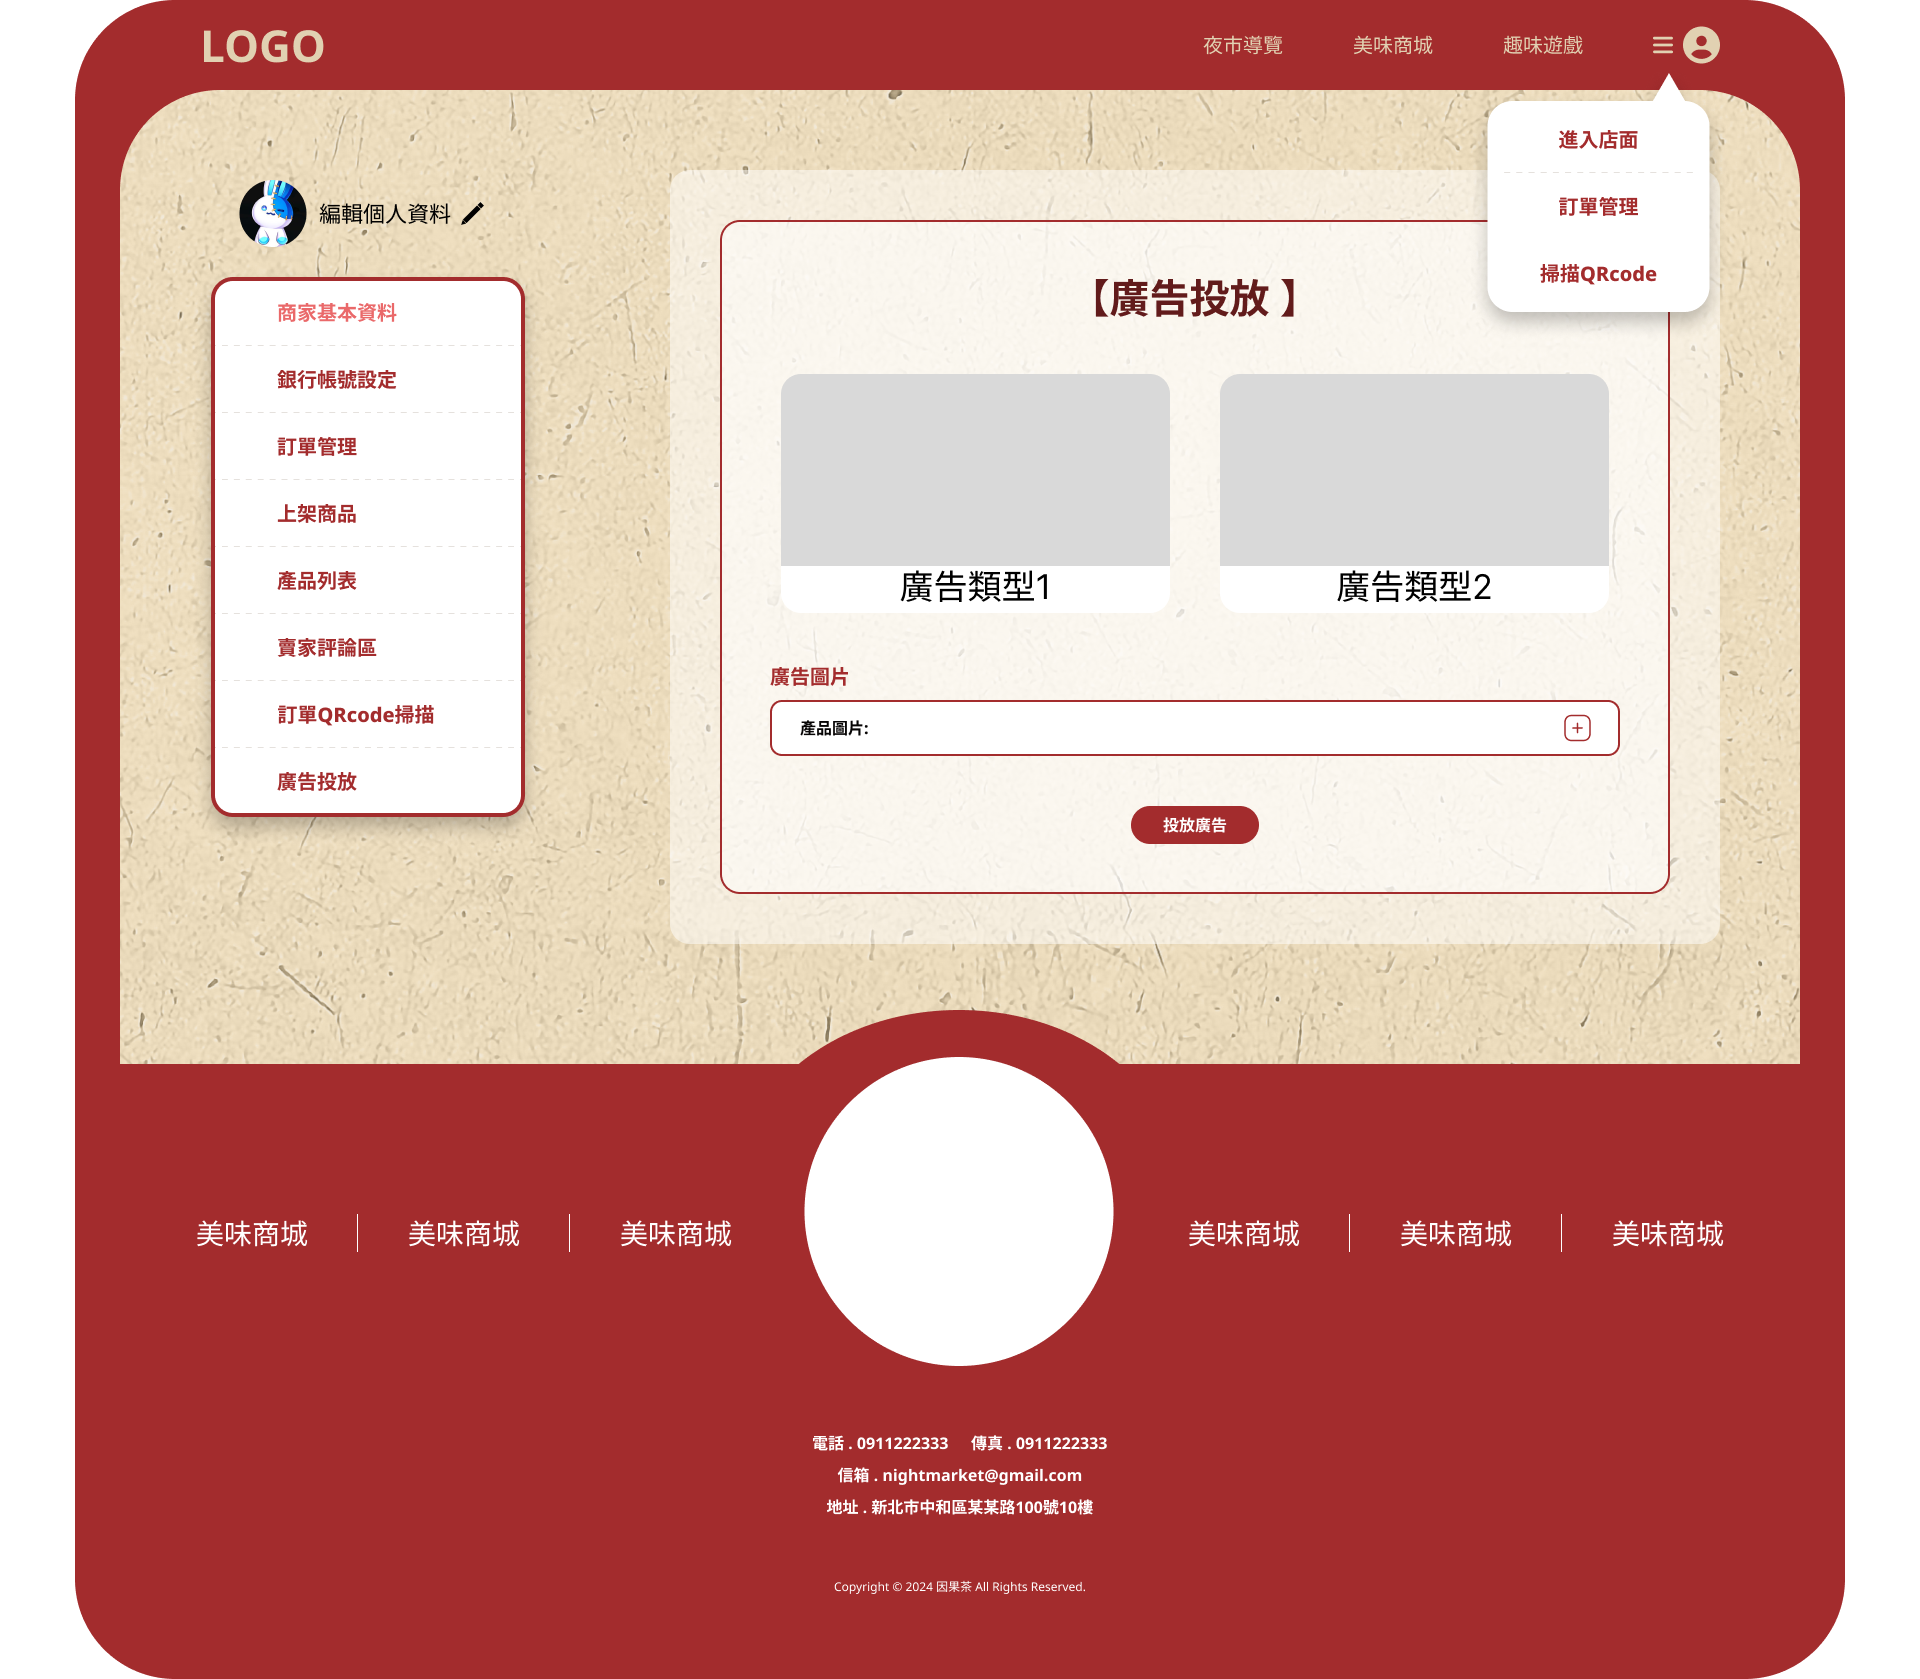 LOGO
夜市導覽
美味商城
趣味遊戲
進入店面
訂單管理
掃描QRcode
編輯個人資料
商家基本資料
銀行帳號設定
訂單管理
上架商品
產品列表
賣家評論區
訂單QRcode掃描
廣告投放
【廣告投放 】
廣告類型1
廣告類型2
廣告圖片
產品圖片:
投放廣告
美味商城
美味商城
美味商城
美味商城
美味商城
美味商城
電話 . 0911222333 傳真 . 0911222333
信箱 . nightmarket@gmail.com
地址 . 新北市中和區某某路100號10樓
Copyright © 2024 因果茶 All Rights Reserved.